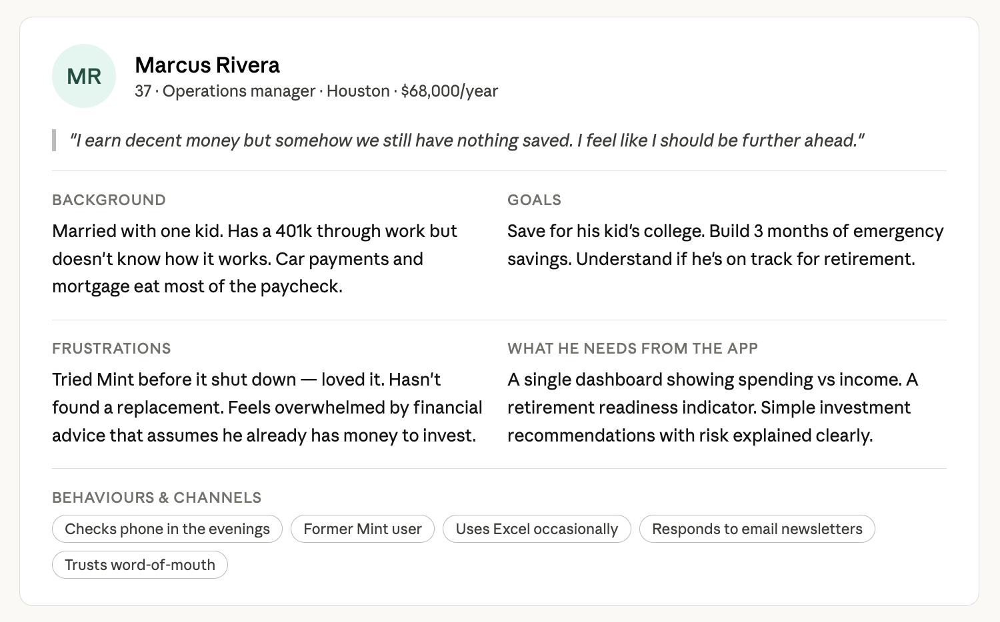 MR
Marcus Rivera
37 · Operations manager · Houston · $68,000/year
"I earn decent money but somehow we still have nothing saved. I feel like I should be further ahead."
BACKGROUND
Married with one kid. Has a 401k through work but
doesn't know how it works. Car payments and
mortgage eat most of the paycheck.
GOALS
Save for his kid's college. Build 3 months of emergency
savings. Understand if he's on track for retirement.
FRUSTRATIONS
Tried Mint before it shut down — loved it. Hasn't
found a replacement. Feels overwhelmed by financial
advice that assumes he already has money to invest.
WHAT HE NEEDS FROM THE APP
A single dashboard showing spending vs income. A
retirement readiness indicator. Simple investment
recommendations with risk explained clearly.
BEHAVIOURS & CHANNELS
Checks phone in the evenings
Former Mint user
Uses Excel occasionally
Responds to email newsletters
Trusts word-of-mouth